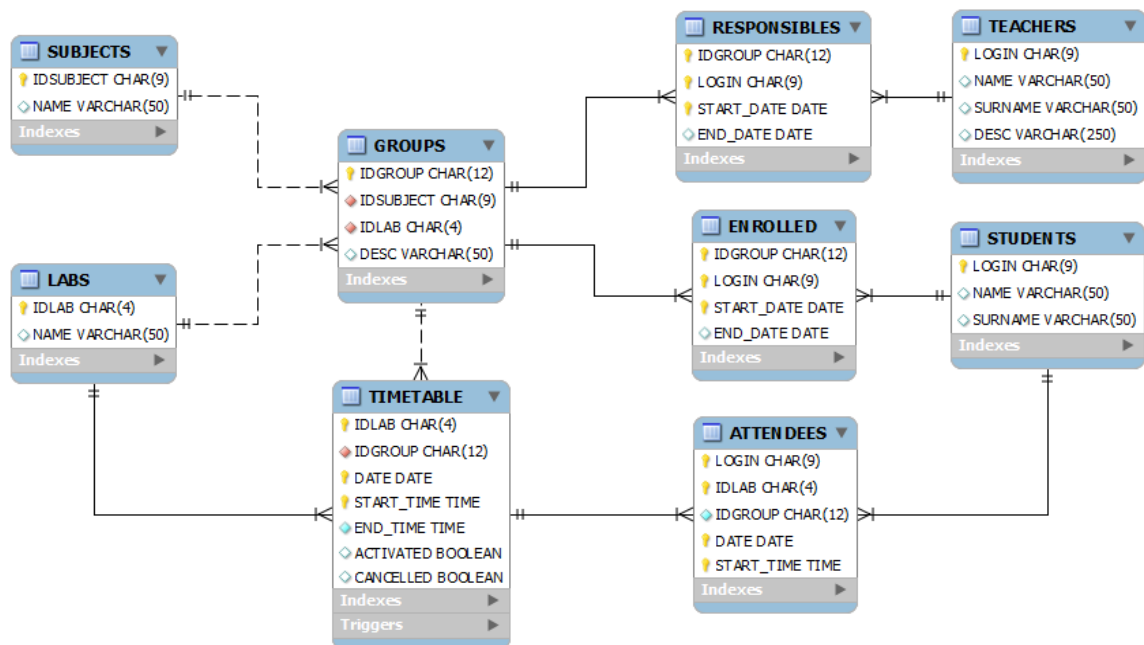 SUBJECTS
IDSUBJECT CHAR(9)
NAME VARCHAR(50)
Indexes
LABS
IDLAB CHAR(4)
NAME VARCHAR(50)
Indexes
GROUPS
IDGROUP CHAR(12)
IDSUBJECT CHAR(9)
IDLAB CHAR(4)
DESC VARCHAR(50)
Indexes
TIMETABLE
IDLAB CHAR(4)
IDGROUP CHAR(12)
DATE DATE
START_TIME TIME
END_TIME TIME
ACTIVATED BOOLEAN
CANCELLED BOOLEAN
Indexes
Triggers
RESPONSIBLES
IDGROUP CHAR(12)
LOGIN CHAR(9)
START_DATE DATE
END_DATE DATE
Indexes
TEACHERS
LOGIN CHAR(9)
NAME VARCHAR(50)
SURNAME VARCHAR(50)
DESC VARCHAR(250)
Indexes
ENROLLED
IDGROUP CHAR(12)
LOGIN CHAR(9)
START_DATE DATE
END_DATE DATE
Indexes
STUDENTS
LOGIN CHAR(9)
NAME VARCHAR(50)
SURNAME VARCHAR(50)
Indexes
ATTENDEES
LOGIN CHAR(9)
IDLAB CHAR(4)
IDGROUP CHAR(12)
DATE DATE
START_TIME TIME
Indexes